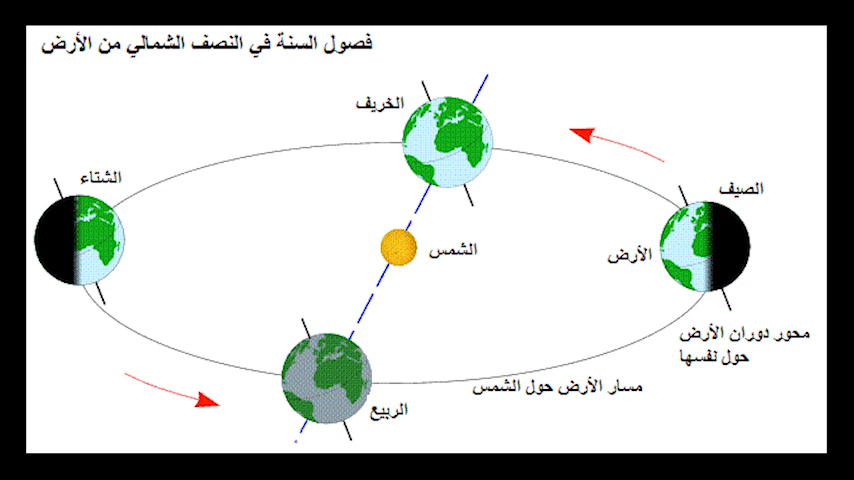 فصول السنة في النصف الشمالي من الأرض
الخريف
الشتاء
الصيف
الشمس
الأرض
محور دوران الأرض
حول نفسها
مسار الأرض حول الشمس
الربيع